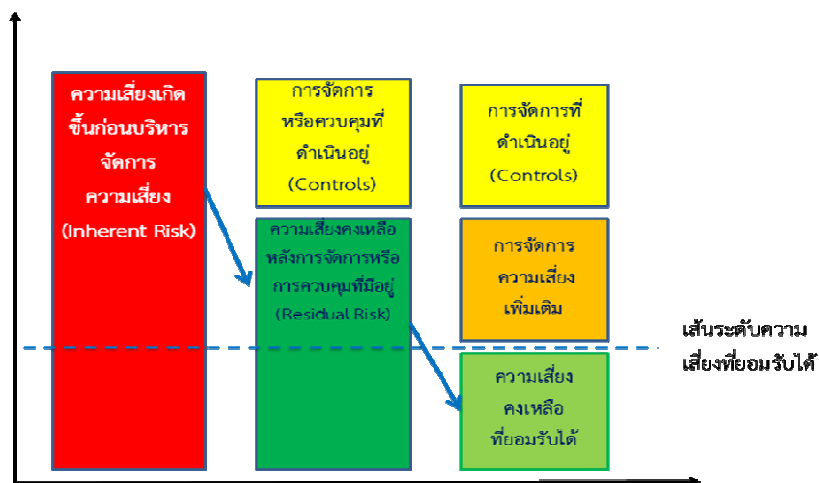 ความเสี่ยงเกิด
ขึ้นก่อนบริหาร
จัดการ
ความเสี่ยง
(Inherent Risk)
การจัดการ
หรือควบคุมที่
ดำเนินอยู่
(Controls)
ความเสี่ยงคงเหลือ
หลังการจัดการหรือ
การควบคุมที่มีอยู่
(Residual Risk)
การจัดการที่
ดำเนินอยู่
(Controls)
การจัดการ
ความเสี่ยง
เพิ่มเติม
ความเสี่ยง
คงเหลือ
ที่ยอมรับได้
เส้นระดับความ
เสี่ยงที่ยอมรับได้